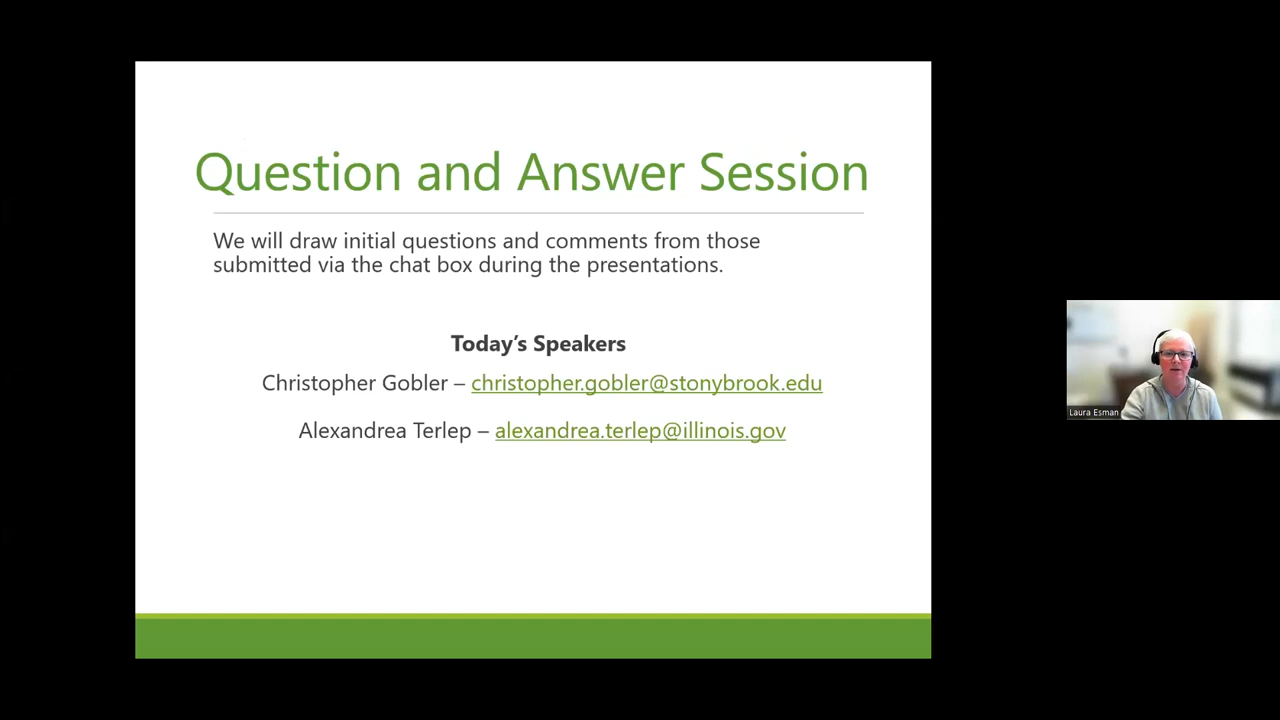 Question and Answer Session
We will draw initial questions and comments from those
submitted via the chat box during the presentations.
Today’s Speakers
Christopher Gobler – christopher.gobler@stonybrook.edu
Alexandrea Terlep – alexandrea.terlep@illinois.gov
Laura Esman